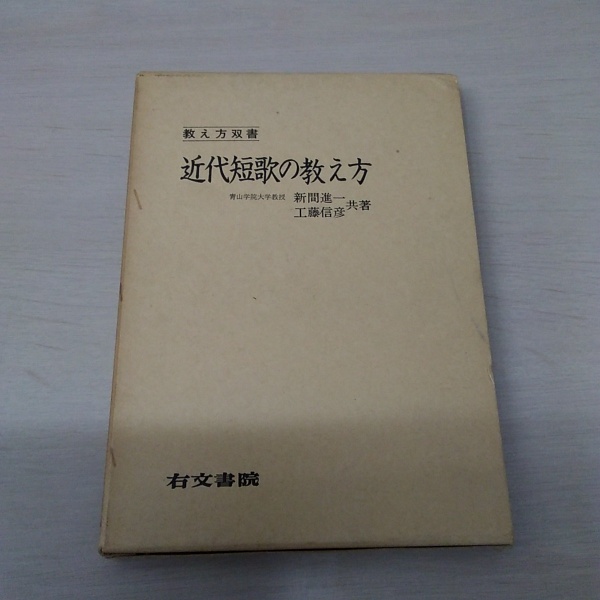 教え方双書
近代短歌の教え方
青山学院大学教授 新間進一
工藤信彦 共著
右文書院